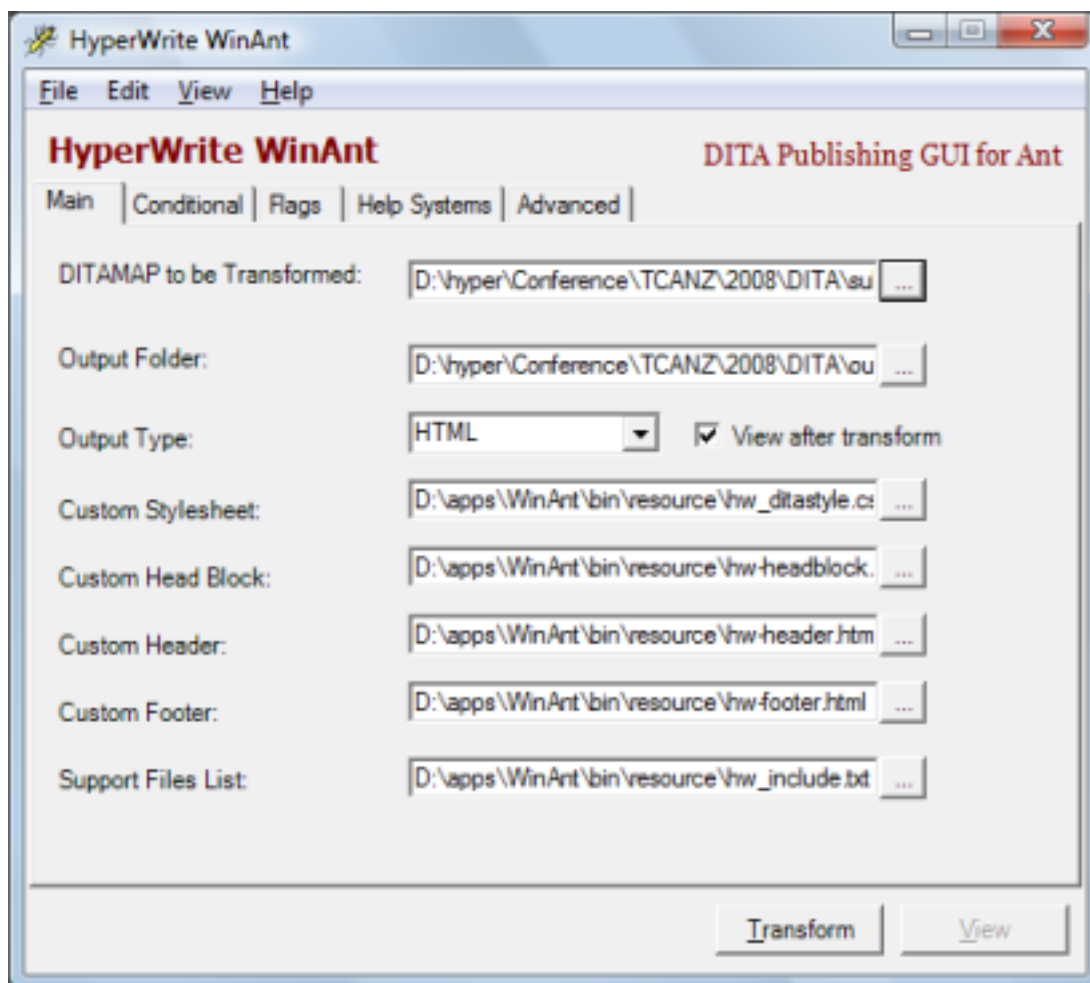 HyperWrite WinAnt
File Edit View Help
HyperWrite WinAnt DITA Publishing GUI for Ant
Main Conditional Flags Help Systems Advanced
DITAMAP to be Transformed: D:\hyper\Conference\TCANZ\2008\DITA\su ...
Output Folder: D:\hyper\Conference\TCANZ\2008\DITA\ou ...
Output Type: HTML View after transform
Custom Stylesheet: D:\apps\WinAnt\bin\resource\hw_ditastyle.cs ...
Custom Head Block: D:\apps\WinAnt\bin\resource\hw-headblock. ...
Custom Header: D:\apps\WinAnt\bin\resource\hw-header.htm ...
Custom Footer: D:\apps\WinAnt\bin\resource\hw-footer.html ...
Support Files List: D:\apps\WinAnt\bin\resource\hw_include.txt ...
Transform View